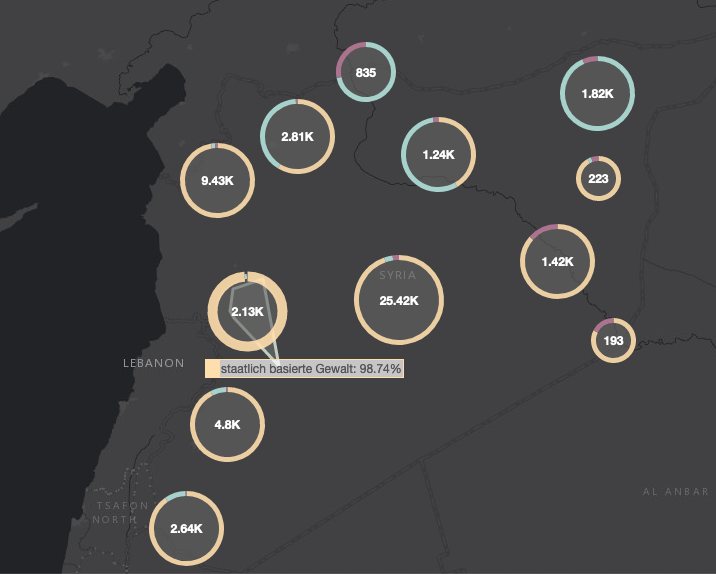 835
1.82K
2.81K
1.24K
9.43K
223
1.42K
SYRIA
25.42K
2.13K
193
LEBANON
staatlich basierte Gewalt: 98.74%
4.8K
AL ANBAR
TSAFON
NORTH
2.64K